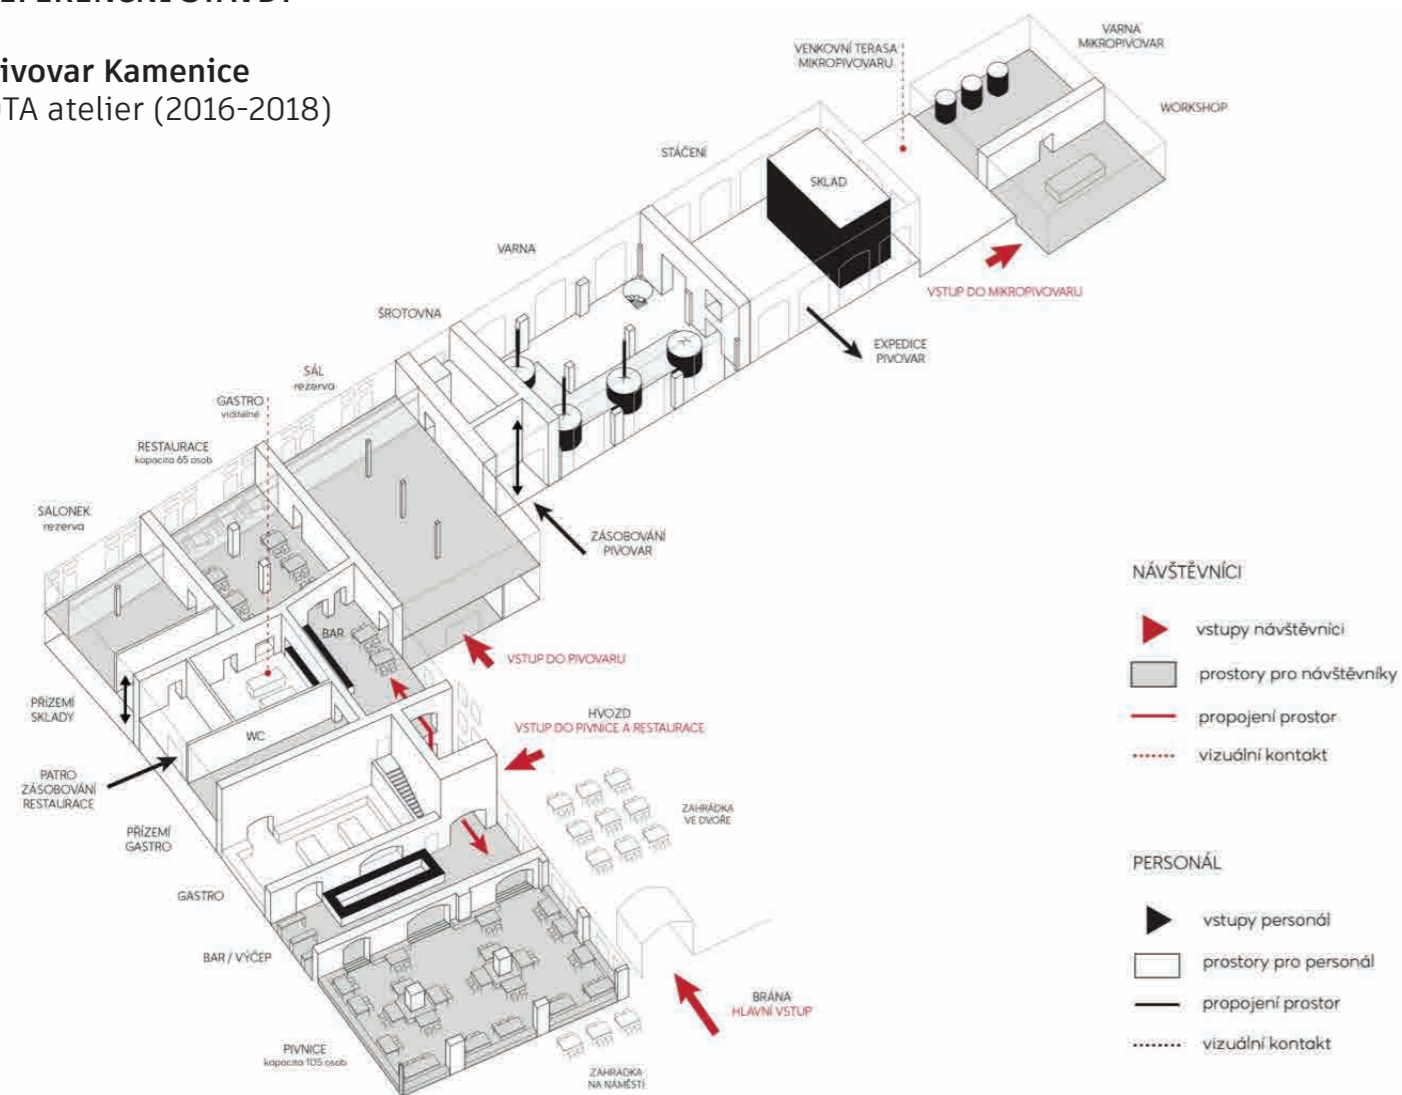 ivovar Kamenice
OTA atelier (2016-2018)
VARNA
MIKROPIVOVAR
VENKOVNÍ TERASA
MIKROPIVOVARU
WORKSHOP
STÁČENÍ
SKLAD
VARNA
VSTUP DO MIKROPIVOVARU
ŠROTOVNA
EXPEDICE
PIVOVAR
SÁL
rezerva
GASTRO
viditelné
RESTAURACE
kapacita 65 osob
SALONEK
rezerva
ZÁSOBOVÁNÍ
PIVOVAR
BAR
VSTUP DO PIVOVARU
PŘÍZEMÍ
SKLADY
HVOZD
VSTUP DO PIVNICE A RESTAURACE
WC
PATRO
ZÁSOBOVÁNÍ
RESTAURACE
ZAHRÁDKA
VE DVOŘE
PŘÍZEMÍ
GASTRO
GASTRO
BAR / VÝČEP
BRÁNA
HLAVNÍ VSTUP
PIVNICE
kapacita 105 osob
ZAHRÁDKA
NA NÁMĚSTÍ
NÁVŠTĚVNÍCI
vstupy návštěvníci
prostory pro návštěvníky
propojení prostor
vizuální kontakt
PERSONÁL
vstupy personál
prostory pro personál
propojení prostor
vizuální kontakt